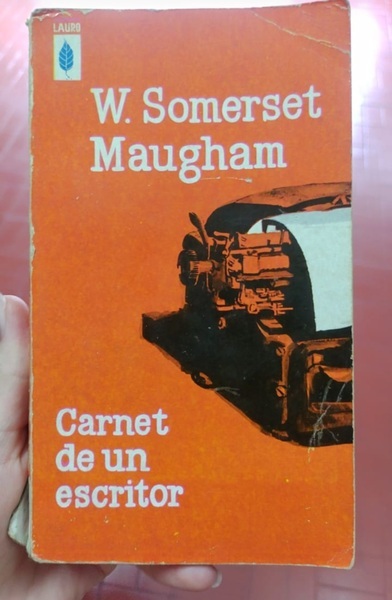 LAURO
W. Somerset
Maugham
Carnet
de un
escritor